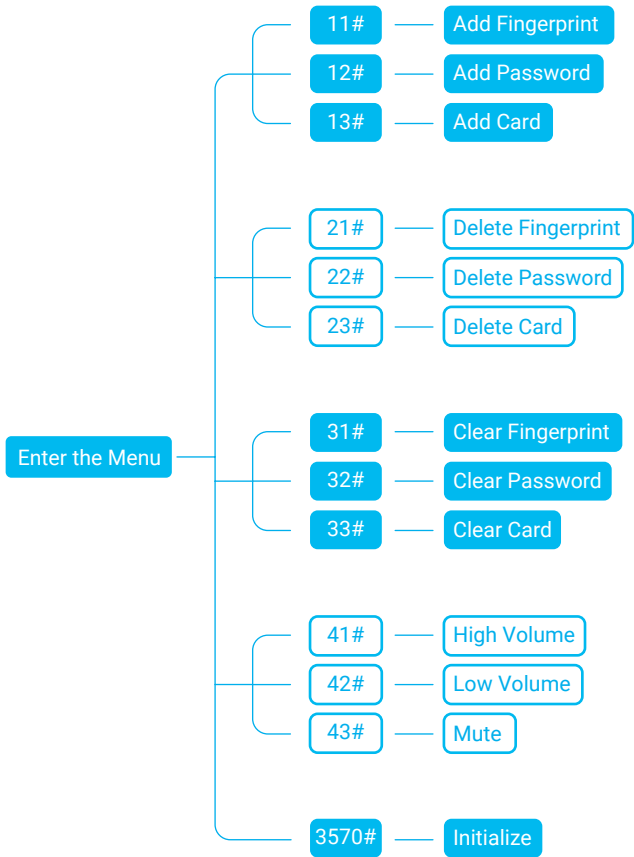 11# Add Fingerprint
12# Add Password
13# Add Card
21# Delete Fingerprint
22# Delete Password
23# Delete Card
31# Clear Fingerprint
Enter the Menu
32# Clear Password
33# Clear Card
41# High Volume
42# Low Volume
43# Mute
3570# Initialize